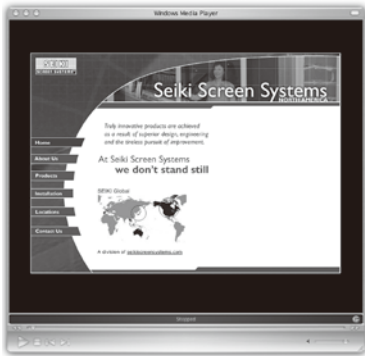 Windows Media Player
SEIKI
SCREEN SYSTEMS
Seiki Screen Systems
NORTH AMERICA
Truly innovative products are achieved
as a result of superior design, engineering
and the tireless pursuit of improvement.
Home
About Us
At Seiki Screen Systems
we don't stand still
Products
Installation
SEIKI Global
Locations
Contact Us
A division of seikiscreensystems.com
Stopped